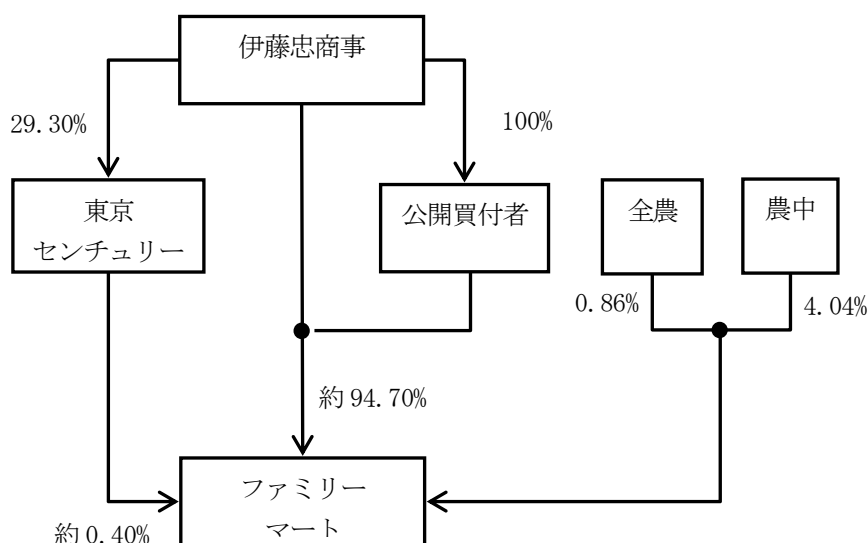 伊藤忠商事
29.30%
100%
東京
センチュリー
公開買付者
全農
農中
0.86%
4.04%
約 94.70%
ファミリー
マート
約 0.40%